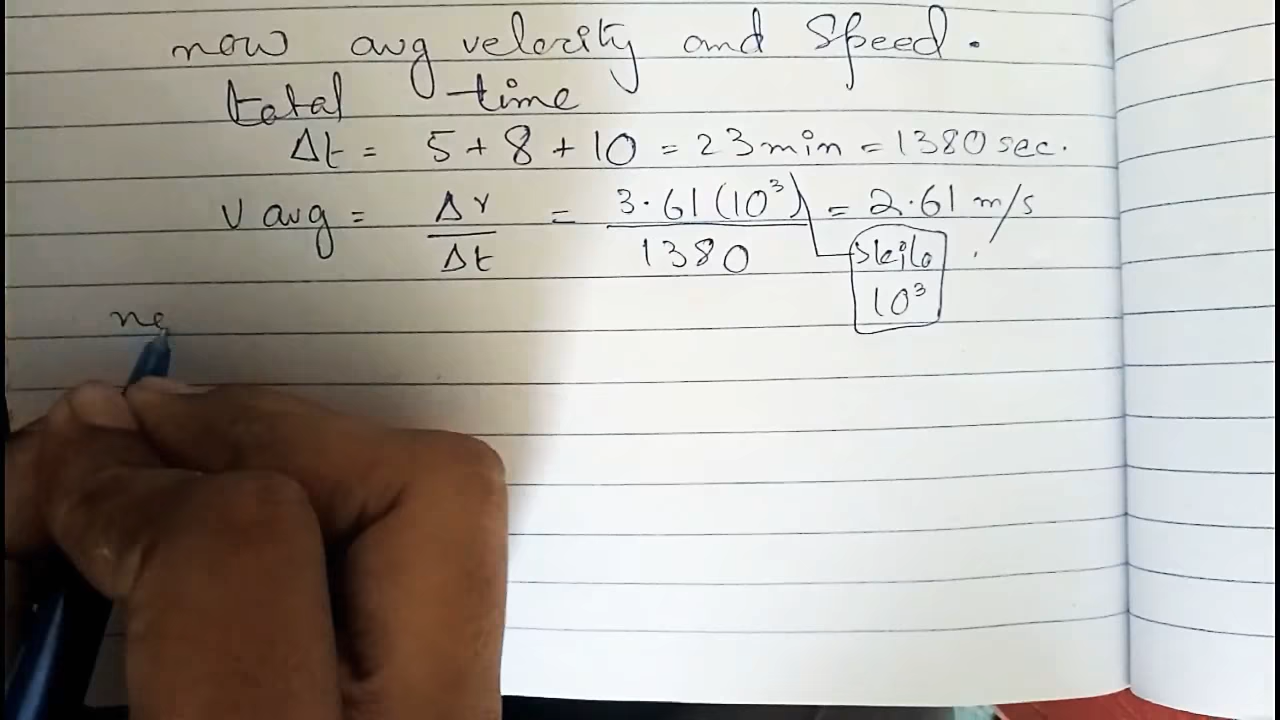 now avg velocity and Speed.
total time
Δt = 5 + 8 + 10 = 23 min = 1380 sec.
v avg = Δr/Δt = 3.61(10³)/1380 = 2.61 m/s
10³